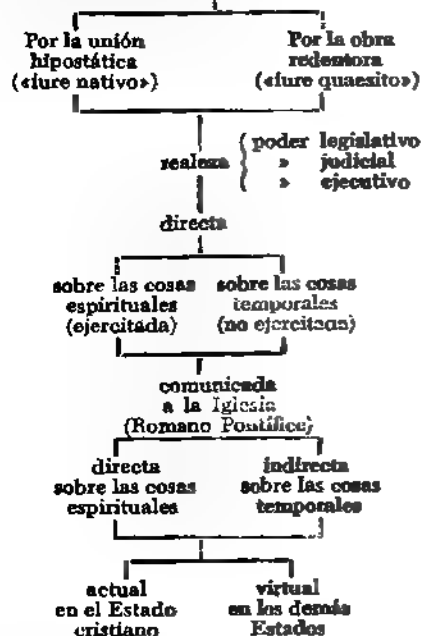 Por la unión
hipostática
(«iure nativo»)
Por la obra
redentora
(«iure quaesito»)
realeza { poder legislativo
» judicial
» ejecutivo
directa
sobre las cosas
espirituales
(ejercitada)
sobre las cosas
temporales
(no ejercitada)
comunicada
a la Iglesia
(Romano Pontífice)
directa
sobre las cosas
espirituales
indirecta
sobre las cosas
temporales
actual
en el Estado
cristiano
virtual
en los demás
Estados